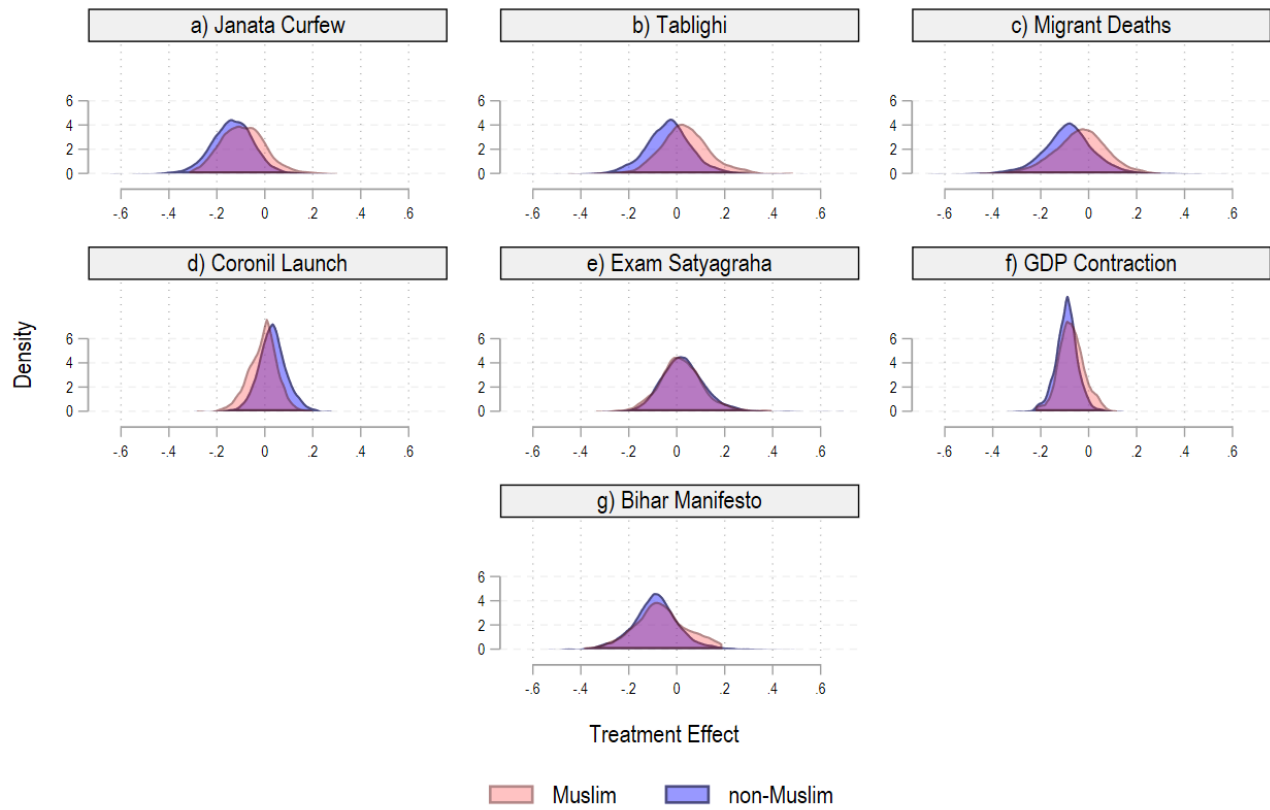 a) Janata Curfew
b) Tablighi
c) Migrant Deaths
6
4
2
0
-.6 -.4 -.2 0 .2 .4 .6
6
4
2
0
-.6 -.4 -.2 0 .2 .4 .6
6
4
2
0
-.6 -.4 -.2 0 .2 .4 .6
d) Coronil Launch
e) Exam Satyagraha
f) GDP Contraction
Density
6
4
2
0
-.6 -.4 -.2 0 .2 .4 .6
6
4
2
0
-.6 -.4 -.2 0 .2 .4 .6
6
4
2
0
-.6 -.4 -.2 0 .2 .4 .6
g) Bihar Manifesto
6
4
2
0
-.6 -.4 -.2 0 .2 .4 .6
Treatment Effect
Muslim non-Muslim